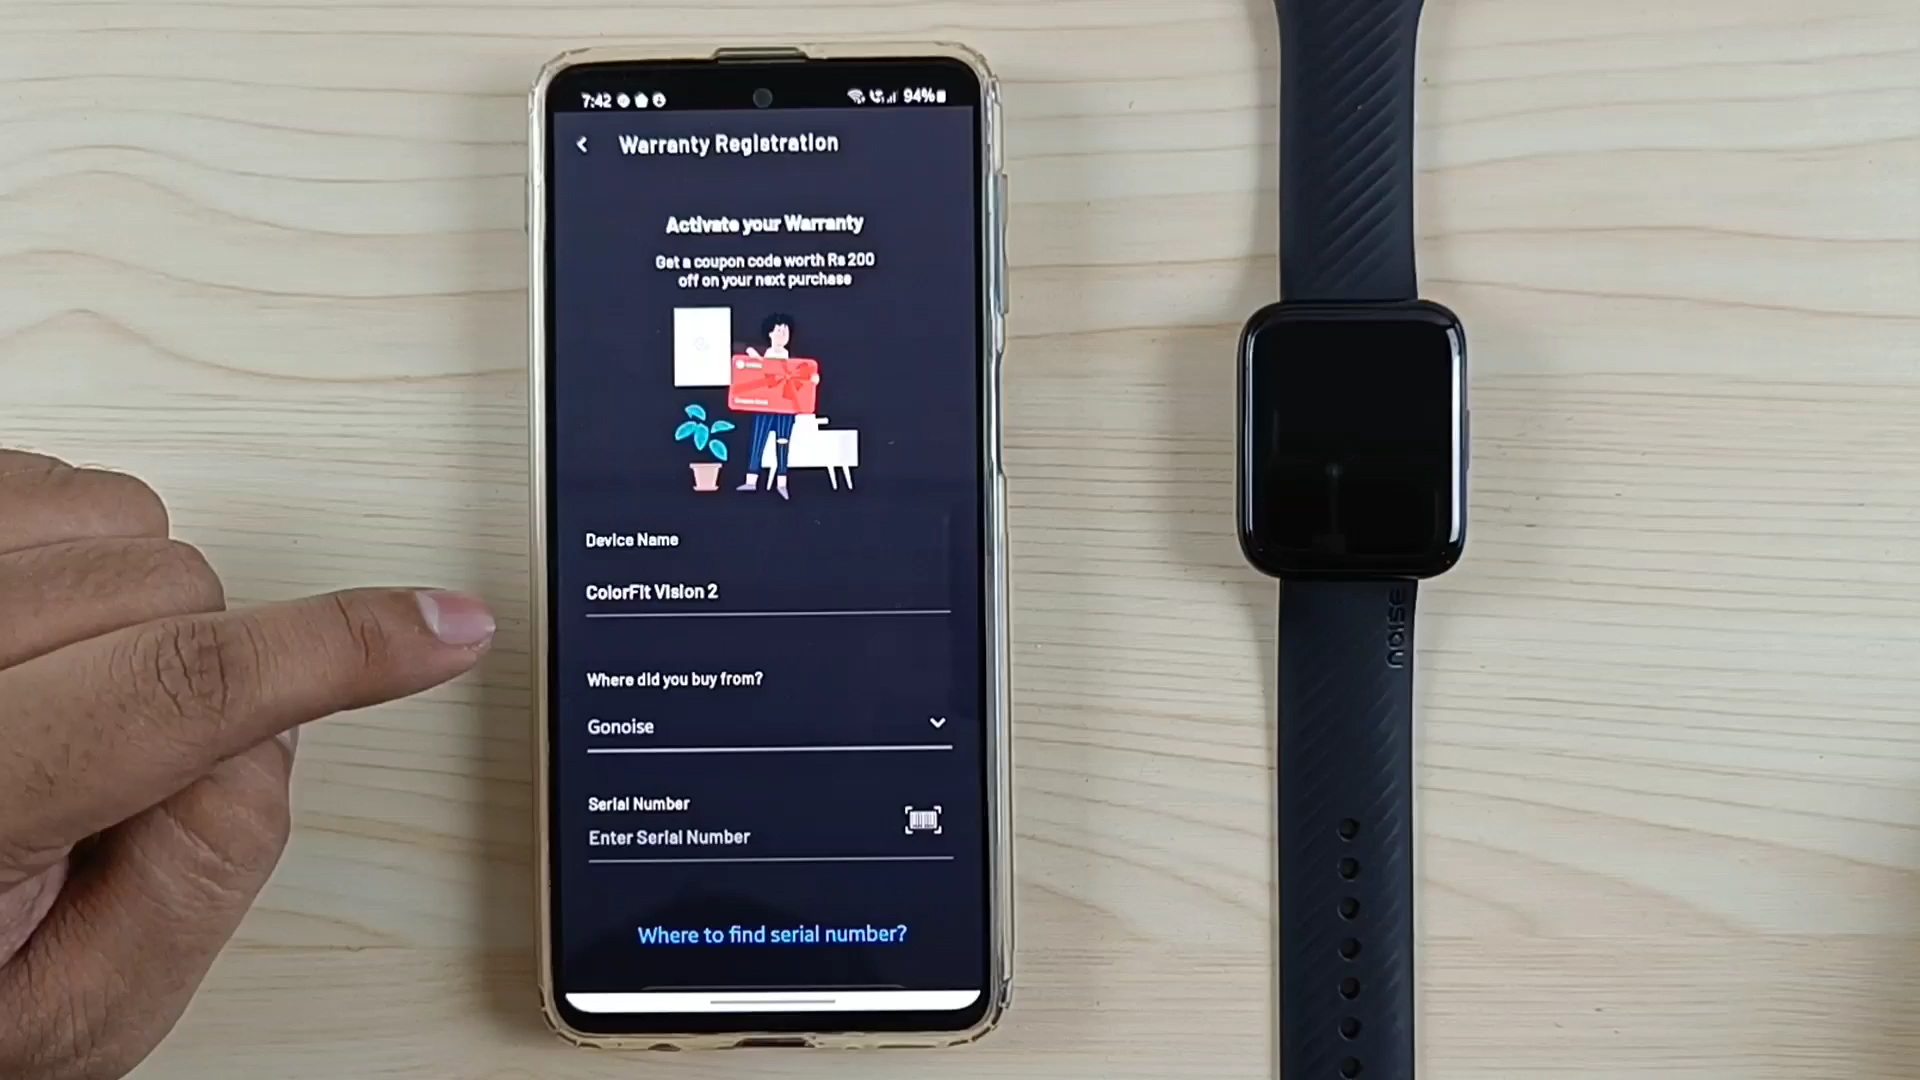 7:42
94%
Warranty Registration
Activate your Warranty
Get a coupon code worth Rs 200
off on your next purchase
Device Name
ColorFit Vision 2
Where did you buy from?
Gonoise
Serial Number
Enter Serial Number
Where to find serial number?
noise